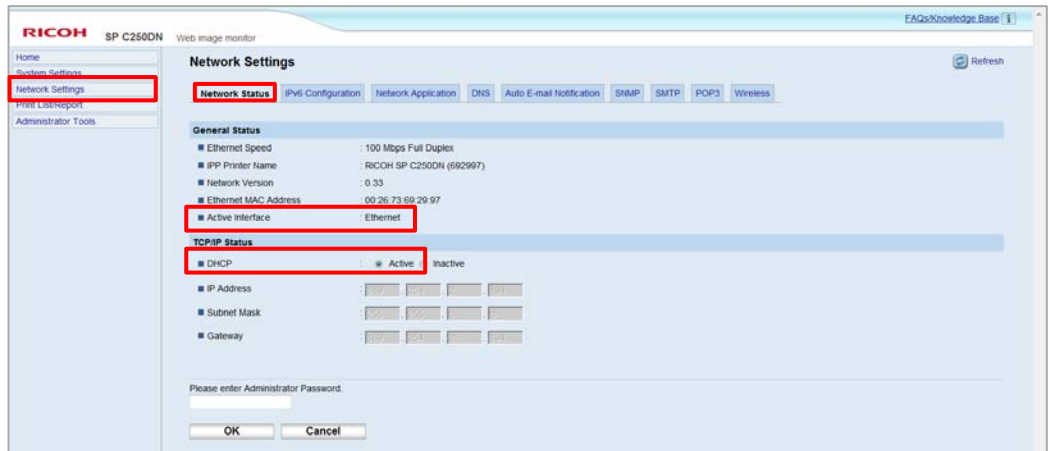 FAQs/Knowledge Base
RICOH SP C250DN Web image monitor
Home
System Settings
Network Settings
Print List/Report
Administrator Tools
Network Settings
Refresh
Network Status IPv6 Configuration Network Application DNS Auto E-mail Notification SNMP SMTP POP3 Wireless
General Status
Ethernet Speed : 100 Mbps Full Duplex
IPP Printer Name : RICOH SP C250DN (692997)
Network Version : 0.33
Ethernet MAC Address : 00:26:73:69:29:97
Active Interface : Ethernet
TCP/IP Status
DHCP : Active Inactive
IP Address :
Subnet Mask :
Gateway :
Please enter Administrator Password.
OK Cancel